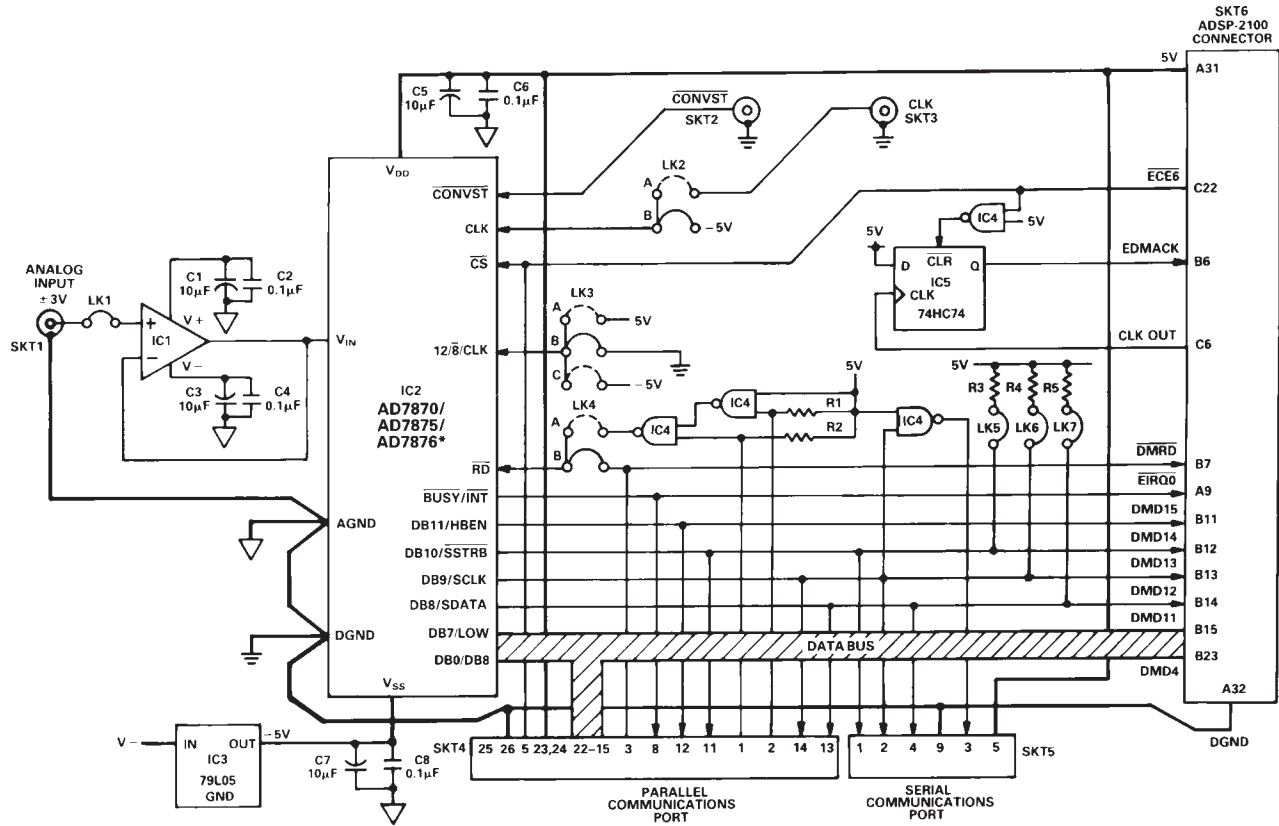 SKT6
ADSP-2100
CONNECTOR
5V
A31
C5
10µF
C6
0.1µF
CONVST
SKT2
CLK
SKT3
VDD
CONVST
LK2
A
B
-5V
CLK
CS
ECE6
C22
IC4
5V
5V
D
CLR
Q
IC5
CLK
74HC74
EDMACK
B6
CLK OUT
C6
ANALOG
INPUT
± 3V
SKT1
LK1
C1
10µF
C2
0.1µF
V+
IC1
V-
C3
10µF
C4
0.1µF
VIN
LK3
A
5V
B
C
-5V
12/8/CLK
IC2
AD7870/
AD7875/
AD7876*
5V
5V
IC4
R1
R2
IC4
IC4
LK4
A
B
R3
R4
R5
LK5
LK6
LK7
RD
DMRD
B7
BUSY/INT
EIRQ0
A9
AGND
DB11/HBEN
DMD15
B11
DB10/SSTRB
DMD14
B12
DB9/SCLK
DMD13
B13
DB8/SDATA
DMD12
B14
DGND
DB7/LOW
DMD11
B15
DATA BUS
DB0/DB8
B23
DMD4
VSS
A32
DGND
V-
IN
OUT
-5V
IC3
79L05
GND
C7
10µF
C8
0.1µF
SKT4
25
26
5
23,24
22-15
3
8
12
11
1
2
14
13
1
2
4
9
3
5
SKT5
PARALLEL
COMMUNICATIONS
PORT
SERIAL
COMMUNICATIONS
PORT